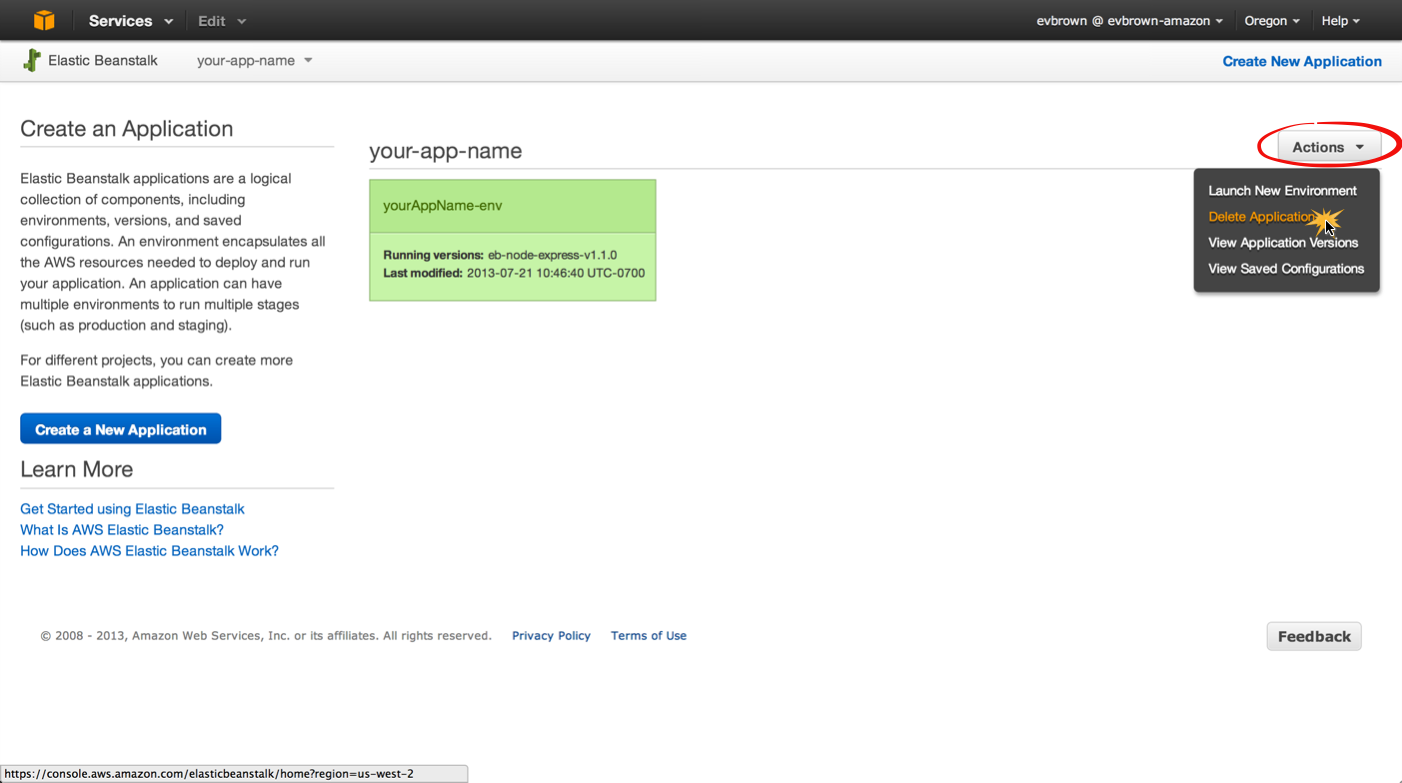 Services Edit evbrown @ evbrown-amazon Oregon Help
Elastic Beanstalk your-app-name Create New Application
Create an Application
Elastic Beanstalk applications are a logical
collection of components, including
environments, versions, and saved
configurations. An environment encapsulates all
the AWS resources needed to deploy and run
your application. An application can have
multiple environments to run multiple stages
(such as production and staging).
For different projects, you can create more
Elastic Beanstalk applications.
Create a New Application
Learn More
Get Started using Elastic Beanstalk
What Is AWS Elastic Beanstalk?
How Does AWS Elastic Beanstalk Work?
your-app-name
yourAppName-env
Running versions: eb-node-express-v1.1.0
Last modified: 2013-07-21 10:46:40 UTC-0700
Actions
Launch New Environment
Delete Application
View Application Versions
View Saved Configurations
© 2008 - 2013, Amazon Web Services, Inc. or its affiliates. All rights reserved. Privacy Policy Terms of Use
Feedback
https://console.aws.amazon.com/elasticbeanstalk/home?region=us-west-2